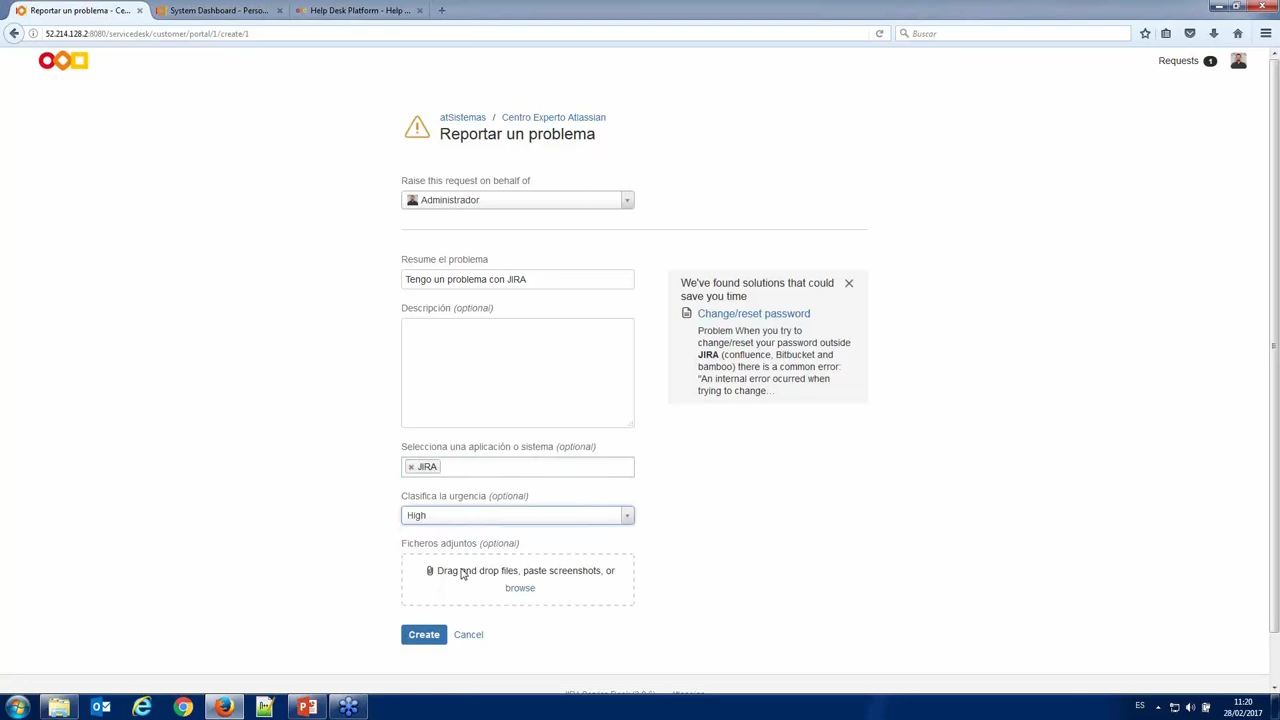 Reportar un problema - Ce...
System Dashboard - Perso...
Help Desk Platform - Help ...
52.214.128.2:8080/servicedesk/customer/portal/1/create/1
Buscar
Requests 1
atSistemas / Centro Experto Atlassian
Reportar un problema
Raise this request on behalf of
Administrador
Resume el problema
Tengo un problema con JIRA
We've found solutions that could
save you time
Change/reset password
Problem When you try to
change/reset your password outside
JIRA (confluence, Bitbucket and
bamboo) there is a common error:
"An internal error ocurred when
trying to change…
Descripción (optional)
Selecciona una aplicación o sistema (optional)
JIRA
Clasifica la urgencia (optional)
High
Ficheros adjuntos (optional)
Drag and drop files, paste screenshots, or
browse
Create Cancel
ES
11:20
28/02/2017